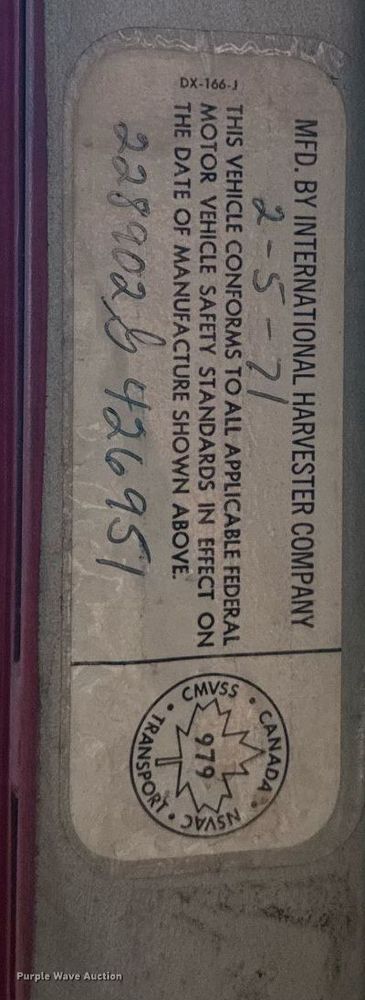 MFD. BY INTERNATIONAL HARVESTER COMPANY
2-5-71
THIS VEHICLE CONFORMS TO ALL APPLICABLE FEDERAL
MOTOR VEHICLE SAFETY STANDARDS IN EFFECT ON
THE DATE OF MANUFACTURE SHOWN ABOVE.
DX-166-J
228902G426951
CANADA • NSVAC • TRANSPORT • CMVSS •
979
Purple Wave Auction